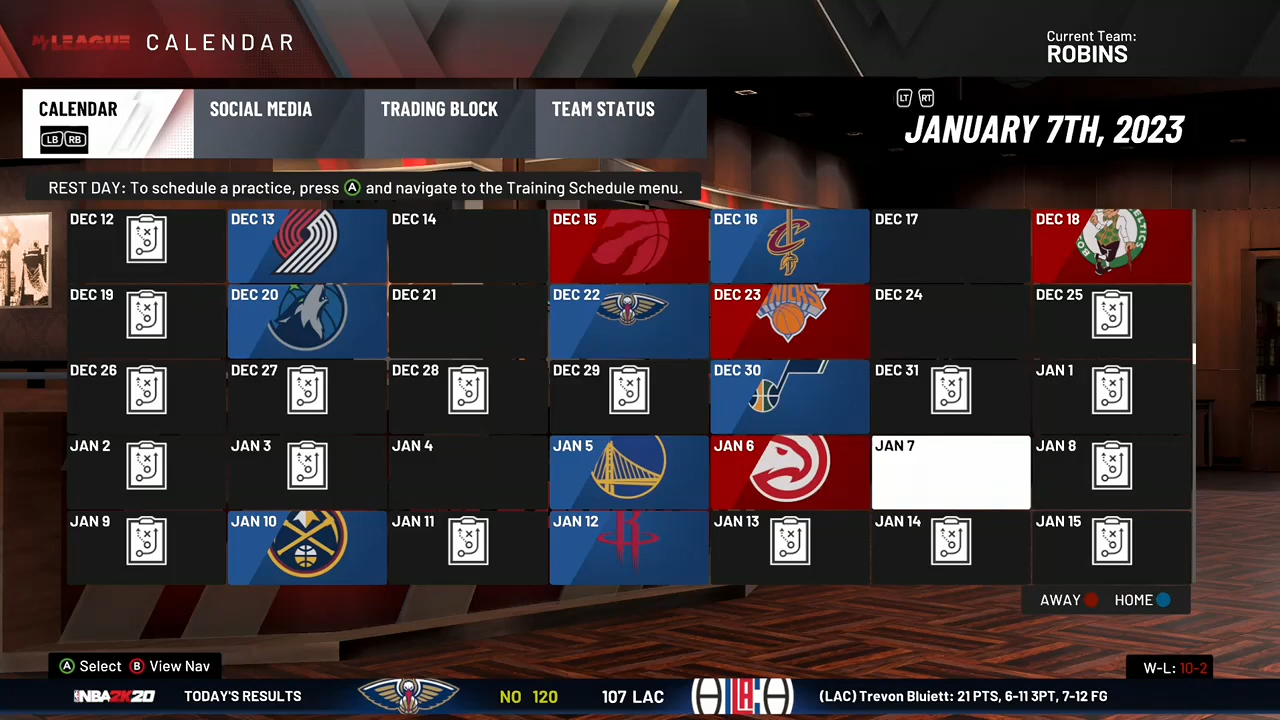 MyLEAGUE CALENDAR
Current Team:
ROBINS
CALENDAR SOCIAL MEDIA TRADING BLOCK TEAM STATUS
LB RB
LT RT
JANUARY 7TH, 2023
REST DAY: To schedule a practice, press A and navigate to the Training Schedule menu.
DEC 12 DEC 13 DEC 14 DEC 15 DEC 16 DEC 17 DEC 18
C
BO CELTICS
DEC 19 DEC 20 DEC 21 DEC 22 DEC 23 DEC 24 DEC 25
KNICKS
DEC 26 DEC 27 DEC 28 DEC 29 DEC 30 DEC 31 JAN 1
JAN 2 JAN 3 JAN 4 JAN 5 JAN 6 JAN 7 JAN 8
JAN 9 JAN 10 JAN 11 JAN 12 JAN 13 JAN 14 JAN 15
R
AWAY HOME
A Select B View Nav
W-L: 10-2
NBA2K20 TODAY'S RESULTS NO 120 107 LAC LAC (LAC) Trevon Bluiett: 21 PTS, 6-11 3PT, 7-12 FG